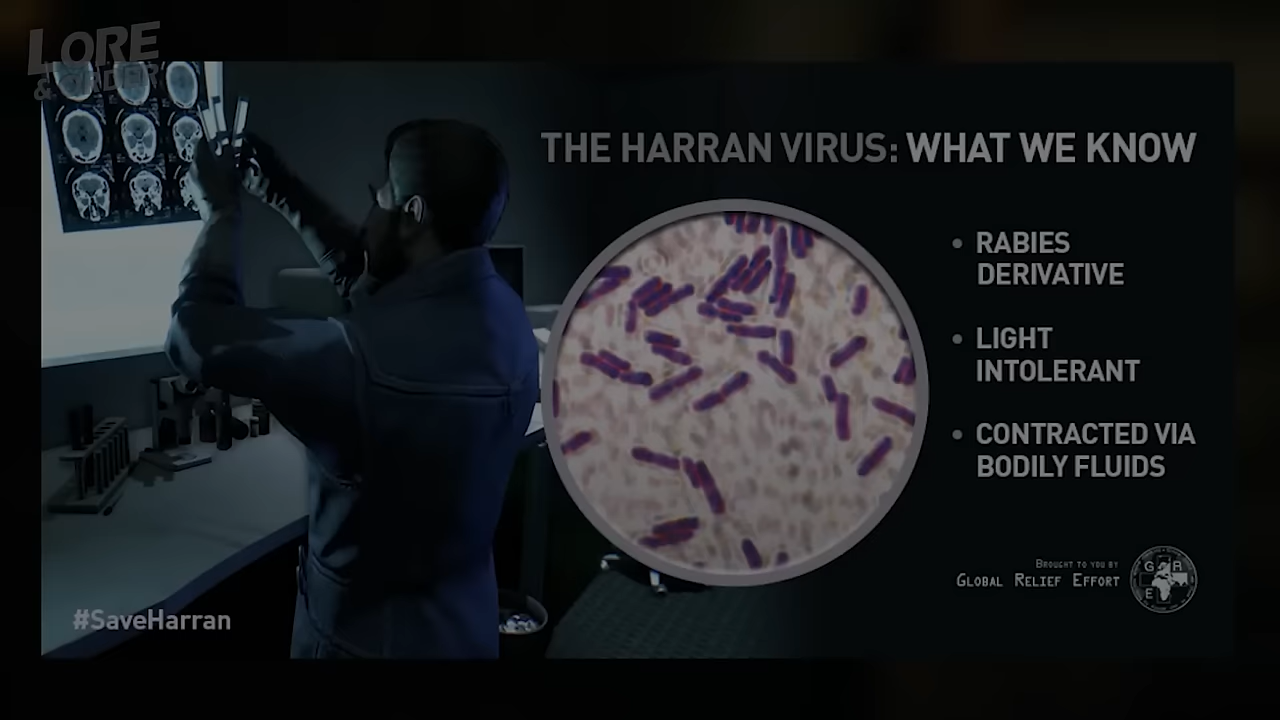 LORE
& ORDER
THE HARRAN VIRUS: WHAT WE KNOW
• RABIES
DERIVATIVE
• LIGHT
INTOLERANT
• CONTRACTED VIA
BODILY FLUIDS
BROUGHT TO YOU BY
GLOBAL RELIEF EFFORT
G R
E
#SaveHarran